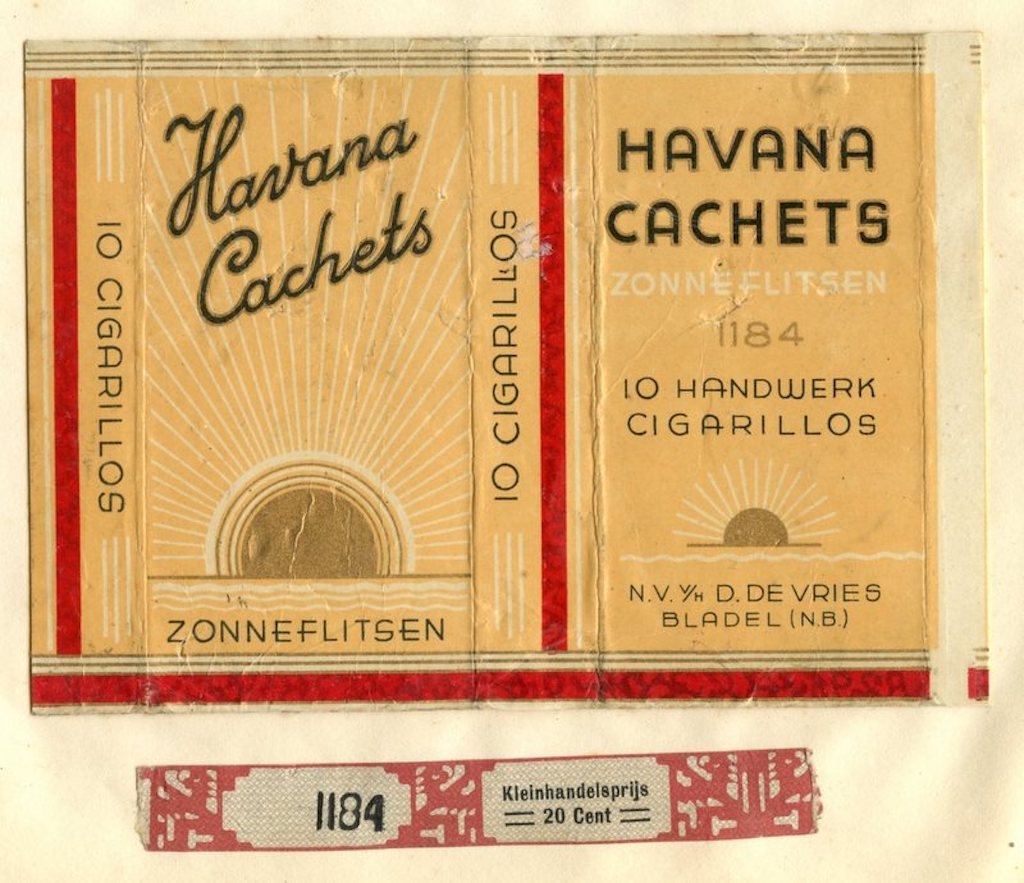 10 CIGARILLOS
Havana
Cachets
ZONNEFLITSEN
10 CIGARILLOS
HAVANA
CACHETS
ZONNEFLITSEN
1184
10 HANDWERK
CIGARILLOS
N.V. V/H D. DE VRIES
BLADEL (N.B.)
1184
Kleinhandelsprijs
20 Cent